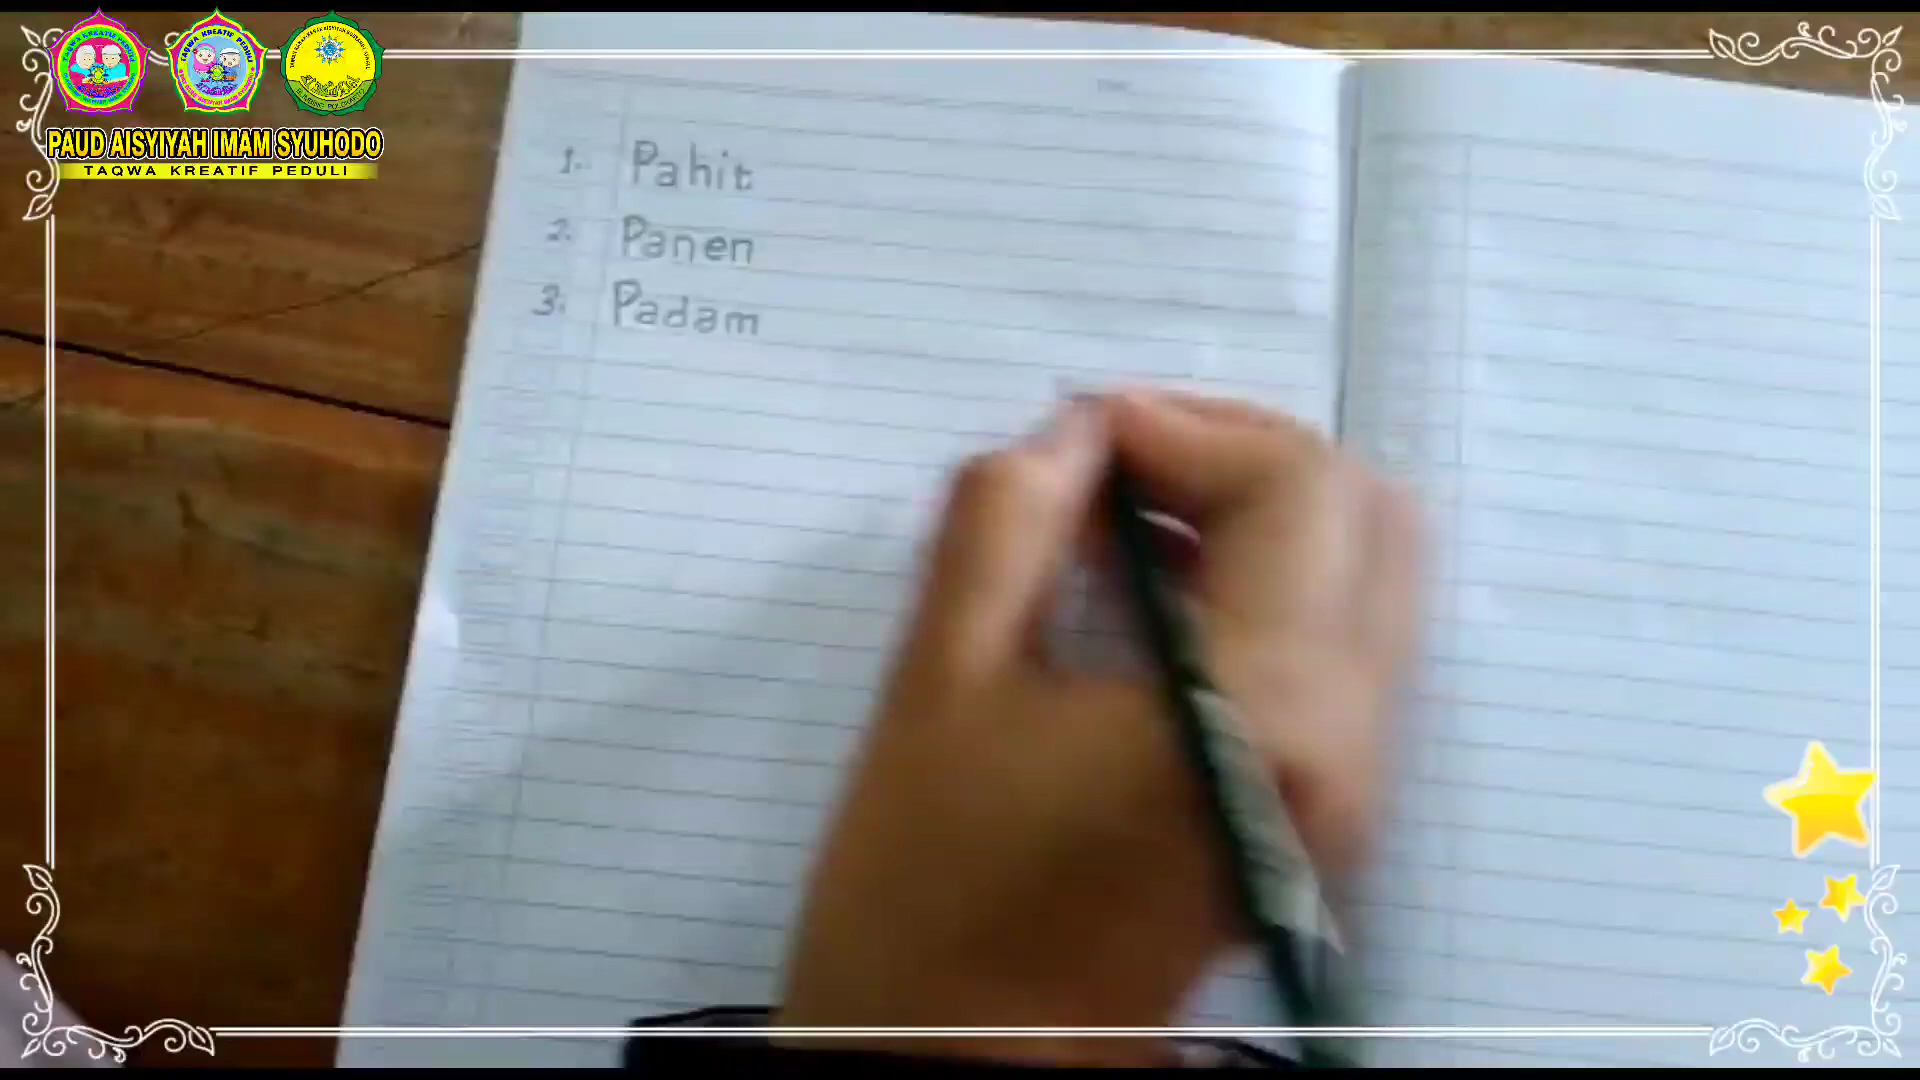 PAUD AISYIYAH IMAM SYUHODO
TAQWA KREATIF PEDULI
1. Pahit
2. Panen
3. Padam